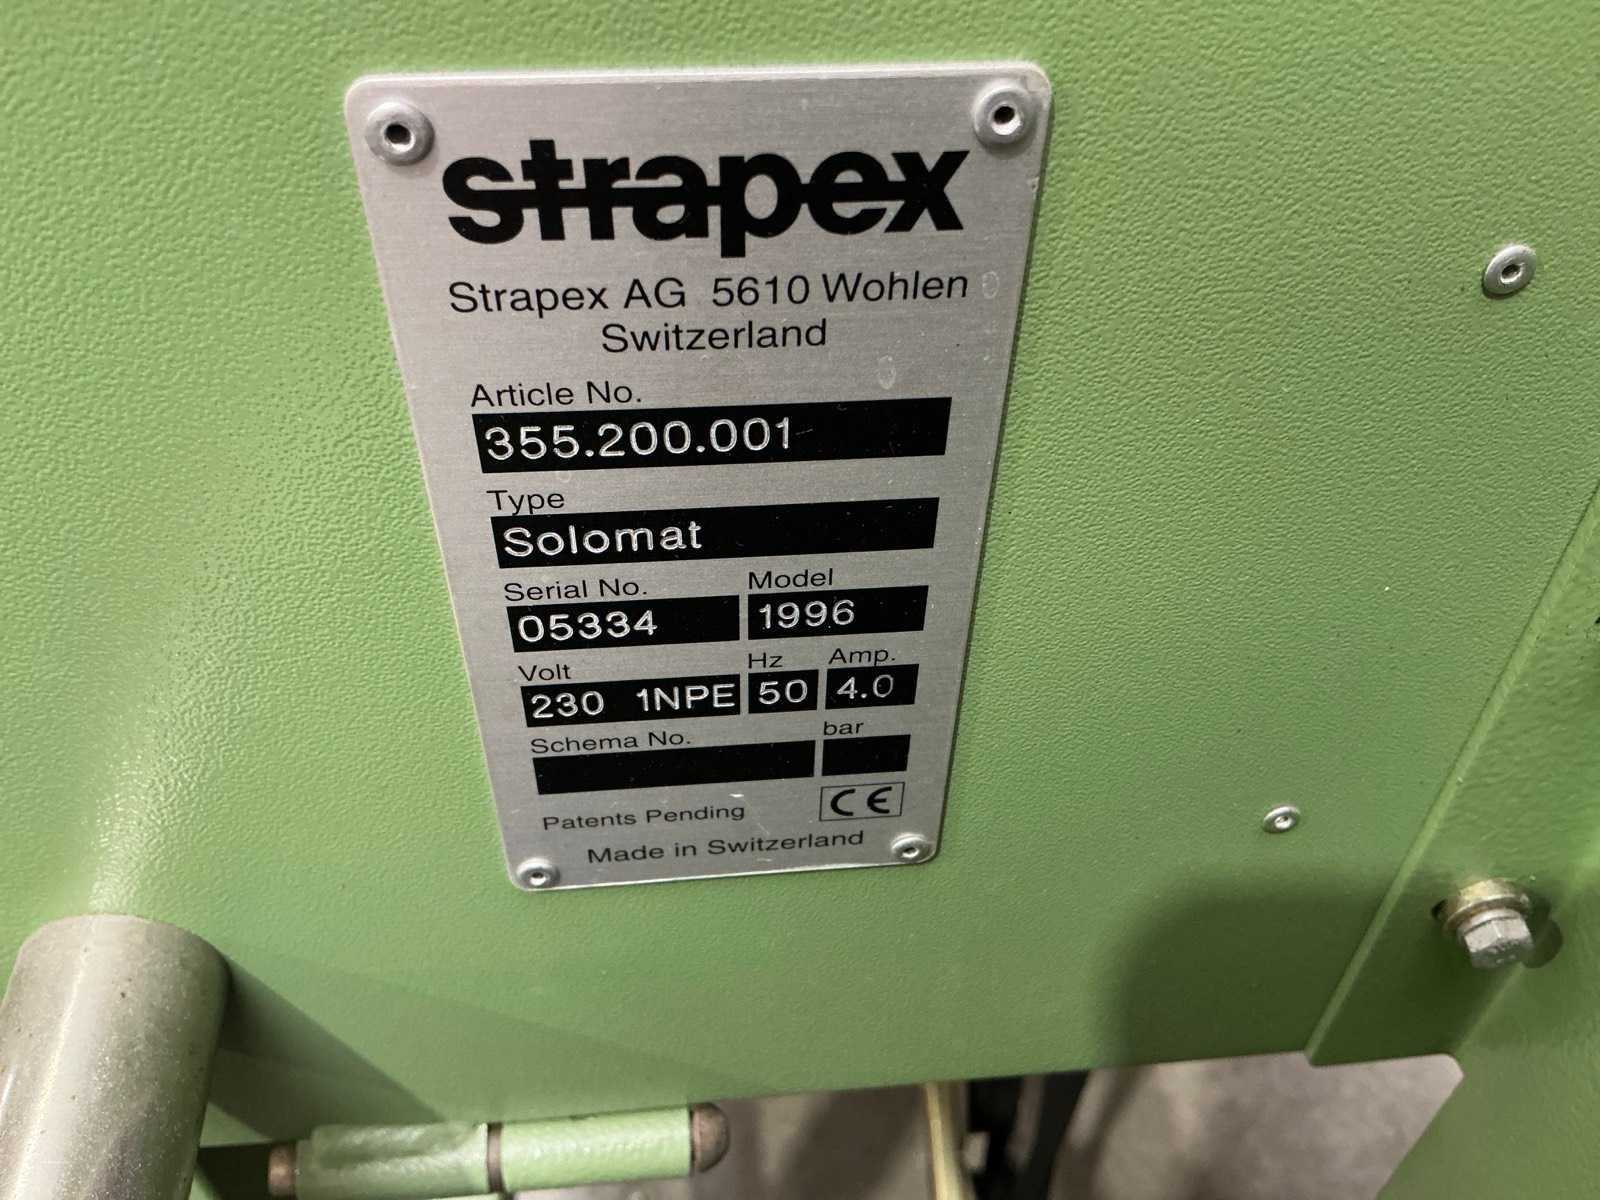 strapex
Strapex AG 5610 Wohlen
Switzerland
Article No.
355.200.001
Type
Solomat
Serial No. Model
05334 1996
Volt Hz Amp.
230 1NPE 50 4.0
Schema No. bar
Patents Pending CE
Made in Switzerland